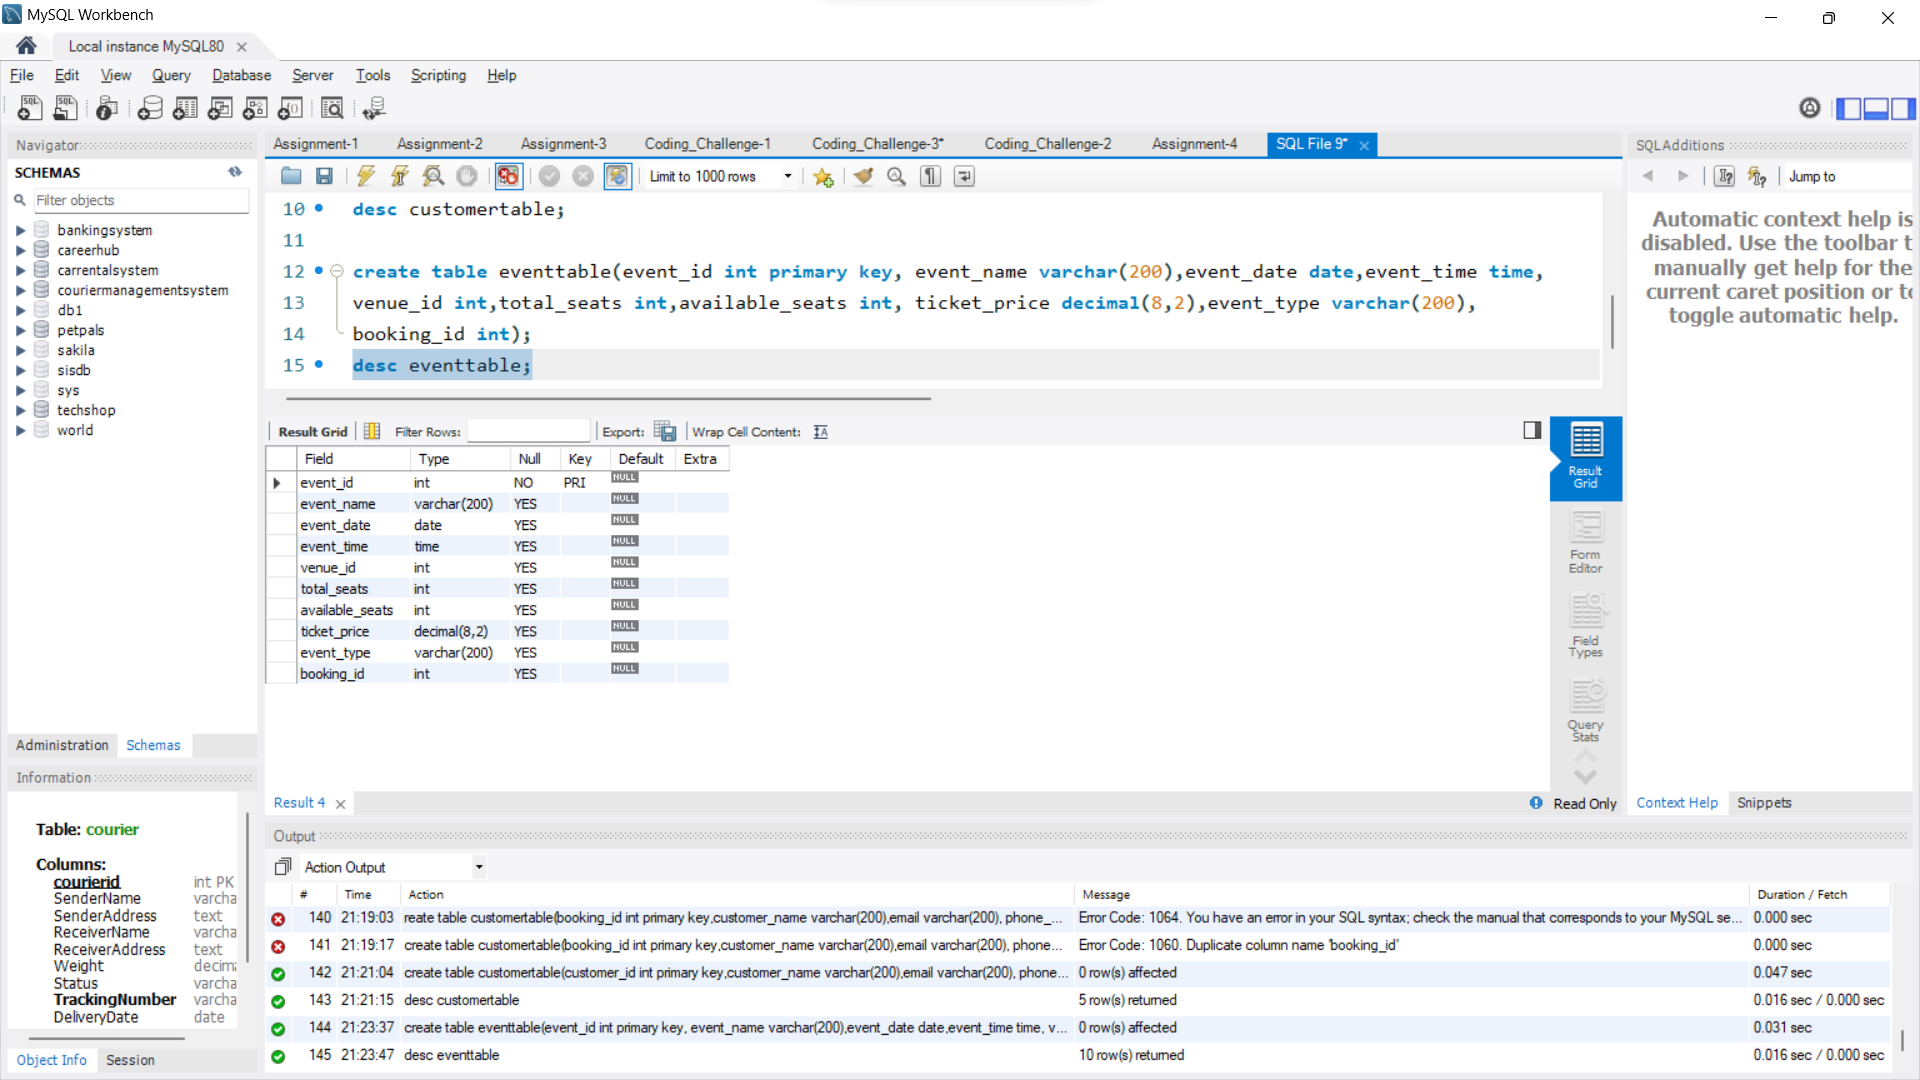 MySQL Workbench
Local instance MySQL80
File Edit View Query Database Server Tools Scripting Help
Navigator
SCHEMAS
Filter objects
bankingsystem
careerhub
carrentalsystem
couriermanagementsystem
db1
petpals
sakila
sisdb
sys
techshop
world
Administration Schemas
Information
Table: courier
Columns:
courierid int PK
SenderName varcha
SenderAddress text
ReceiverName varcha
ReceiverAddress text
Weight decim
Status varcha
TrackingNumber varcha
DeliveryDate date
Object Info Session
Assignment-1 Assignment-2 Assignment-3 Coding_Challenge-1 Coding_Challenge-3* Coding_Challenge-2 Assignment-4 SQL File 9*
Limit to 1000 rows
10 desc customertable;
11
12 create table eventtable(event_id int primary key, event_name varchar(200),event_date date,event_time time,
13 venue_id int,total_seats int,available_seats int, ticket_price decimal(8,2),event_type varchar(200),
14 booking_id int);
15 desc eventtable;
Result Grid Filter Rows: Export: Wrap Cell Content:
Field Type Null Key Default Extra
event_id int NO PRI NULL
event_name varchar(200) YES NULL
event_date date YES NULL
event_time time YES NULL
venue_id int YES NULL
total_seats int YES NULL
available_seats int YES NULL
ticket_price decimal(8,2) YES NULL
event_type varchar(200) YES NULL
booking_id int YES NULL
Result
Grid
Form
Editor
Field
Types
Query
Stats
Result 4
Read Only
Output
Action Output
# Time Action Message Duration / Fetch
140 21:19:03 reate table customertable(booking_id int primary key,customer_name varchar(200),email varchar(200), phone_... Error Code: 1064. You have an error in your SQL syntax; check the manual that corresponds to your MySQL se... 0.000 sec
141 21:19:17 create table customertable(booking_id int primary key,customer_name varchar(200),email varchar(200), phone... Error Code: 1060. Duplicate column name 'booking_id' 0.000 sec
142 21:21:04 create table customertable(customer_id int primary key,customer_name varchar(200),email varchar(200), phone... 0 row(s) affected 0.047 sec
143 21:21:15 desc customertable 5 row(s) returned 0.016 sec / 0.000 sec
144 21:23:37 create table eventtable(event_id int primary key, event_name varchar(200),event_date date,event_time time, v... 0 row(s) affected 0.031 sec
145 21:23:47 desc eventtable 10 row(s) returned 0.016 sec / 0.000 sec
SQLAdditions
Jump to
Automatic context help is
disabled. Use the toolbar t
manually get help for the
current caret position or to
toggle automatic help.
Context Help Snippets